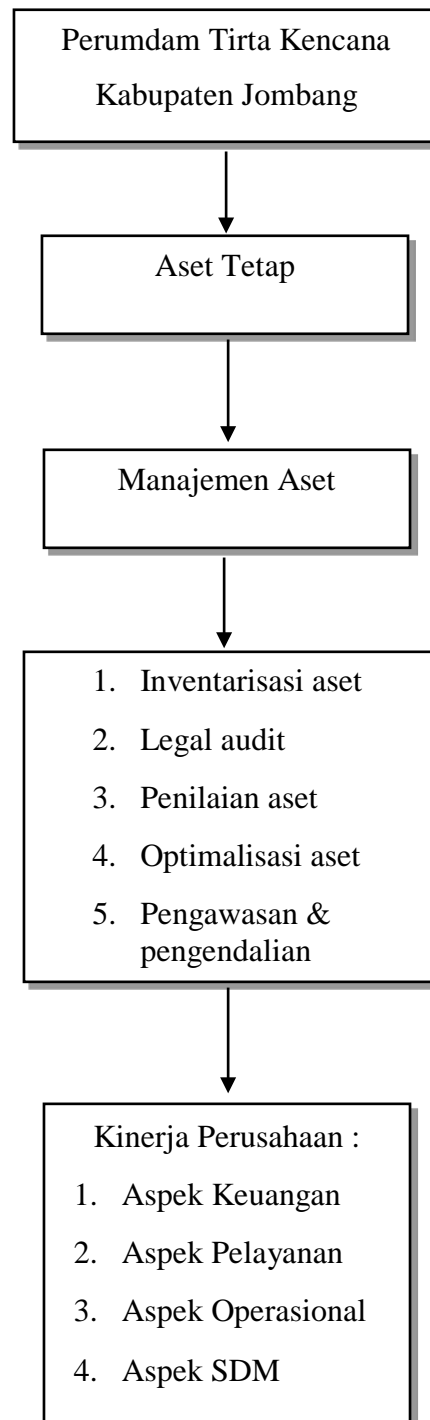 Perumdam Tirta Kencana
Kabupaten Jombang
Aset Tetap
Manajemen Aset
1. Inventarisasi aset
2. Legal audit
3. Penilaian aset
4. Optimalisasi aset
5. Pengawasan &
pengendalian
Kinerja Perusahaan :
1. Aspek Keuangan
2. Aspek Pelayanan
3. Aspek Operasional
4. Aspek SDM